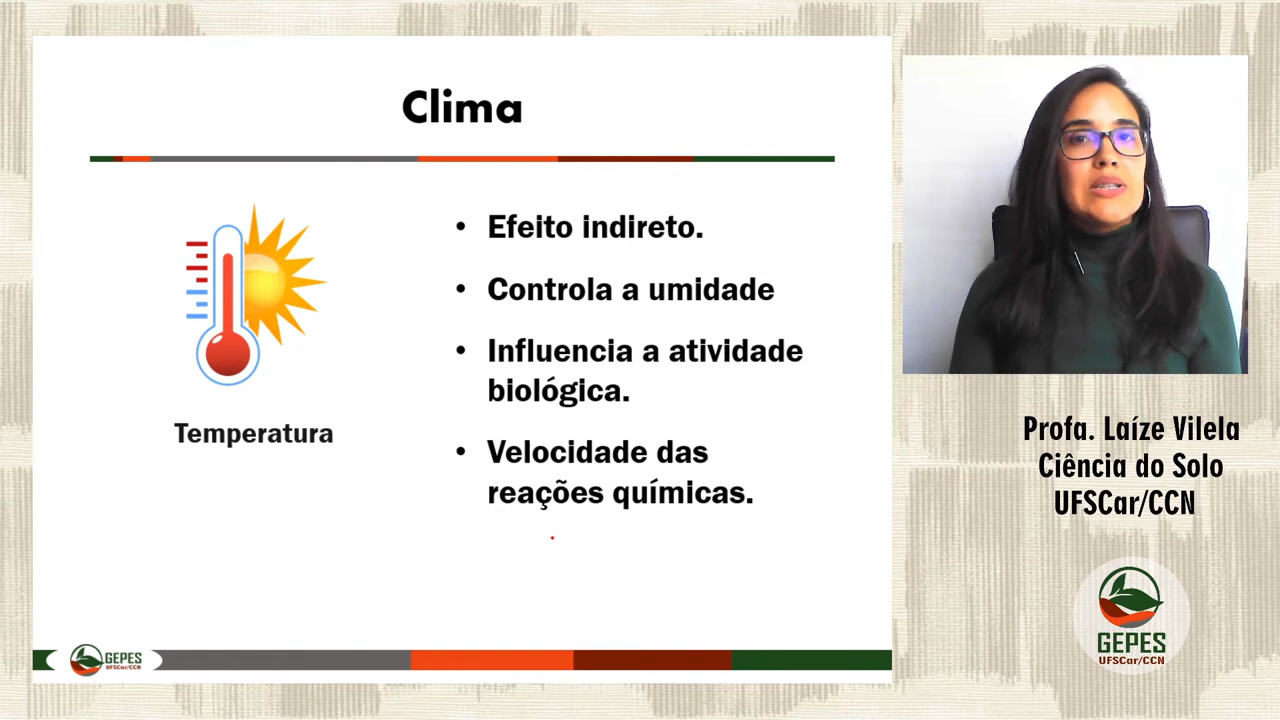 Clima
Efeito indireto.
Controla a umidade
Influencia a atividade
biológica.
Velocidade das
reações químicas.
Temperatura
GEPES
UFSCar/CCN
Profa. Laíze Vilela
Ciência do Solo
UFSCar/CCN
GEPES
UFSCar/CCN